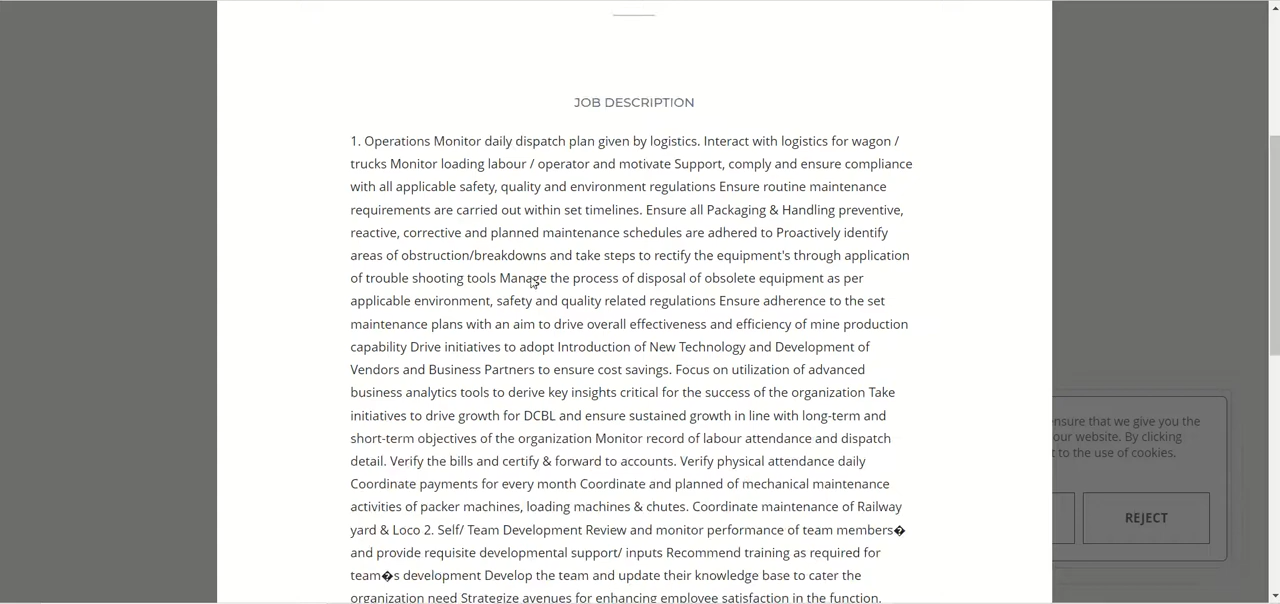 JOB DESCRIPTION
1. Operations Monitor daily dispatch plan given by logistics. Interact with logistics for wagon /
trucks Monitor loading labour / operator and motivate Support, comply and ensure compliance
with all applicable safety, quality and environment regulations Ensure routine maintenance
requirements are carried out within set timelines. Ensure all Packaging & Handling preventive,
reactive, corrective and planned maintenance schedules are adhered to Proactively identify
areas of obstruction/breakdowns and take steps to rectify the equipment's through application
of trouble shooting tools Manage the process of disposal of obsolete equipment as per
applicable environment, safety and quality related regulations Ensure adherence to the set
maintenance plans with an aim to drive overall effectiveness and efficiency of mine production
capability Drive initiatives to adopt Introduction of New Technology and Development of
Vendors and Business Partners to ensure cost savings. Focus on utilization of advanced
business analytics tools to derive key insights critical for the success of the organization Take
initiatives to drive growth for DCBL and ensure sustained growth in line with long-term and
short-term objectives of the organization Monitor record of labour attendance and dispatch
detail. Verify the bills and certify & forward to accounts. Verify physical attendance daily
Coordinate payments for every month Coordinate and planned of mechanical maintenance
activities of packer machines, loading machines & chutes. Coordinate maintenance of Railway
yard & Loco 2. Self/ Team Development Review and monitor performance of team members�
and provide requisite developmental support/ inputs Recommend training as required for
team�s development Develop the team and update their knowledge base to cater the
organization need Strategize avenues for enhancing employee satisfaction in the function.
ensure that we give you the
our website. By clicking
t to the use of cookies.
REJECT